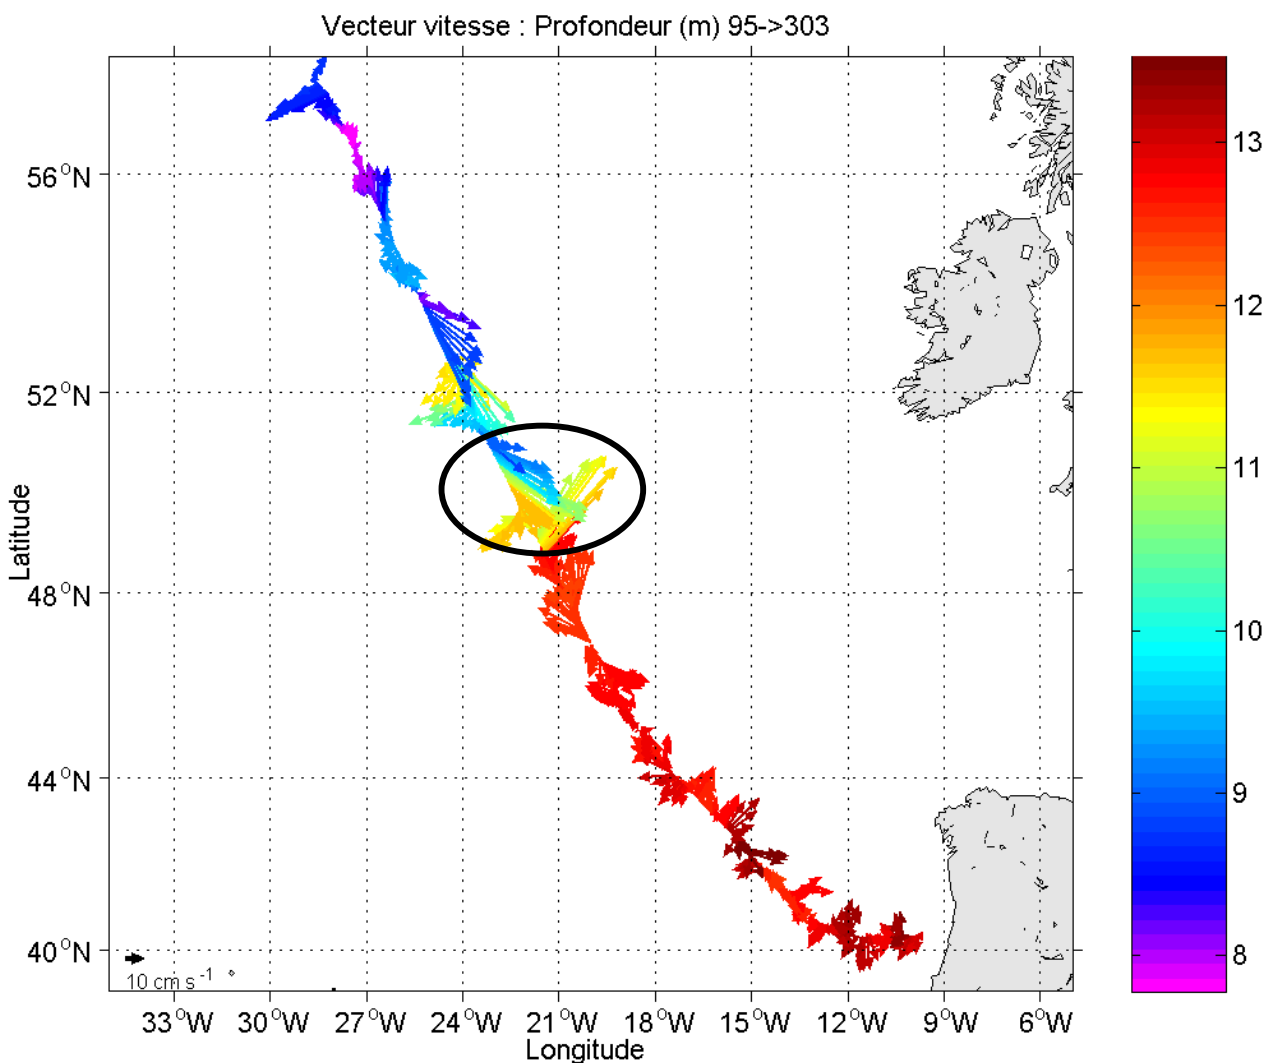 Vecteur vitesse : Profondeur (m) 95->303
56°N
52°N
48°N
44°N
40°N
Latitude
10 cm s⁻¹
33°W 30°W 27°W 24°W 21°W 18°W 15°W 12°W 9°W 6°W
Longitude
13
12
11
10
9
8